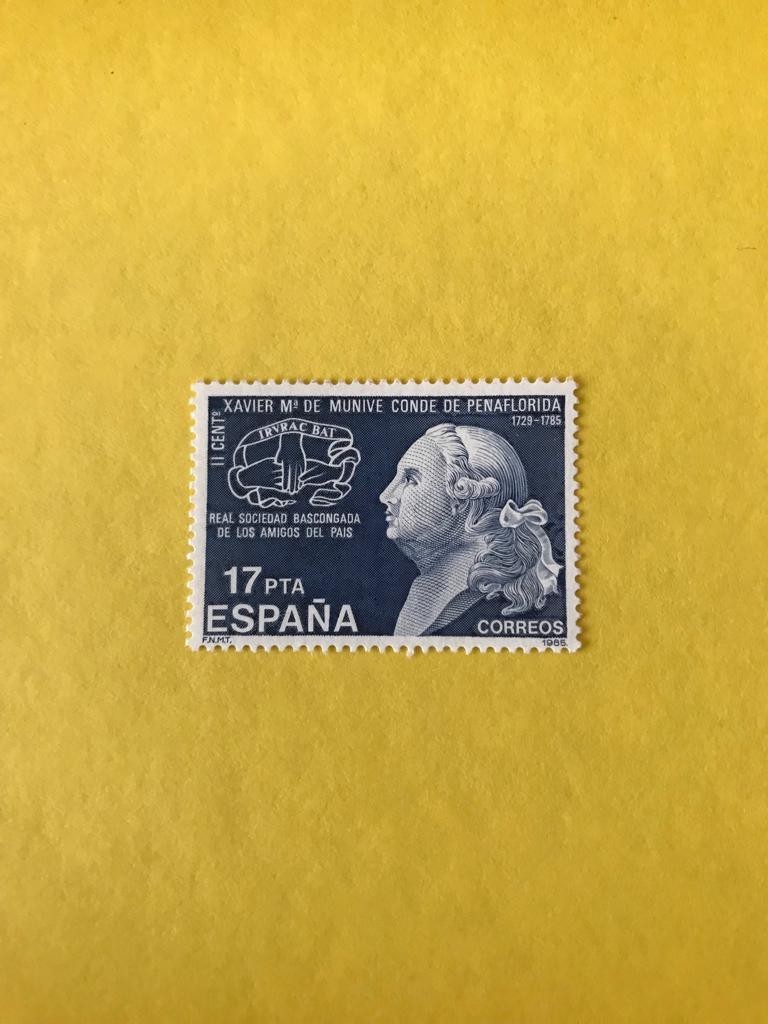 II CENTº
XAVIER Mª DE MUNIVE CONDE DE PEÑAFLORIDA
1729-1785
IRVRAC BAT
REAL SOCIEDAD BASCONGADA
DE LOS AMIGOS DEL PAIS
17 PTA
ESPAÑA
CORREOS
F.N.M.T.
1985